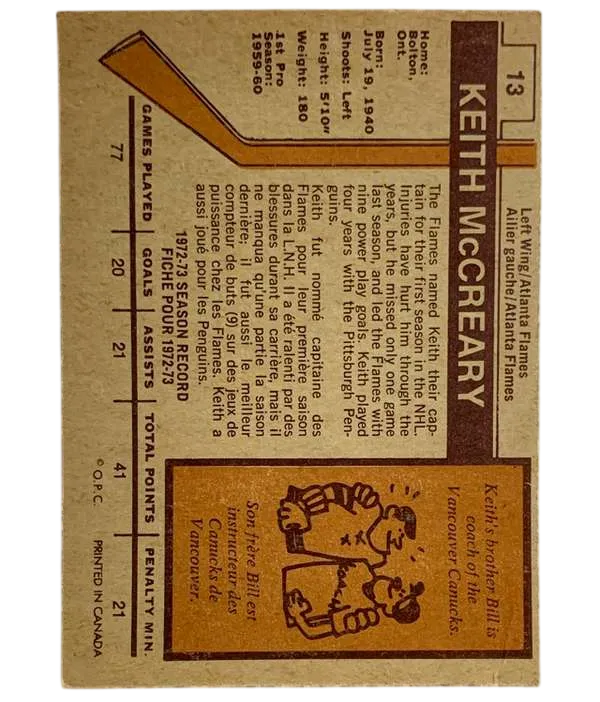 13
Left Wing/Atlanta Flames
Ailier gauche/Atlanta Flames
KEITH McCREARY
Home:
Bolton,
Ont.
Born:
July 19, 1940
Shoots: Left
Height: 5'10"
Weight: 180
1st Pro
Season:
1959-60
The Flames named Keith their cap-
tain for their first season in the NHL.
Injuries have hurt him through the
years, but he missed only one game
last season, and led the Flames with
nine power play goals. Keith played
four years with the Pittsburgh Pen-
guins.
Keith fut nommé capitaine des
Flames pour leur première saison
dans la L.N.H. Il a été ralenti par des
blessures durant sa carrière, mais il
ne manqua qu'une partie la saison
dernière; il fut aussi le meilleur
compteur de buts (9) sur des jeux de
puissance chez les Flames. Keith a
aussi joué pour les Penguins.
Keith's brother Bill is
coach of the
Vancouver Canucks.
COACH
Son frère Bill est
instructeur des
Canucks de
Vancouver.
1972-73 SEASON RECORD
FICHE POUR 1972-73
GAMES PLAYED GOALS ASSISTS TOTAL POINTS PENALTY MIN.
77 20 21 41 21
© O.P.C. PRINTED IN CANADA